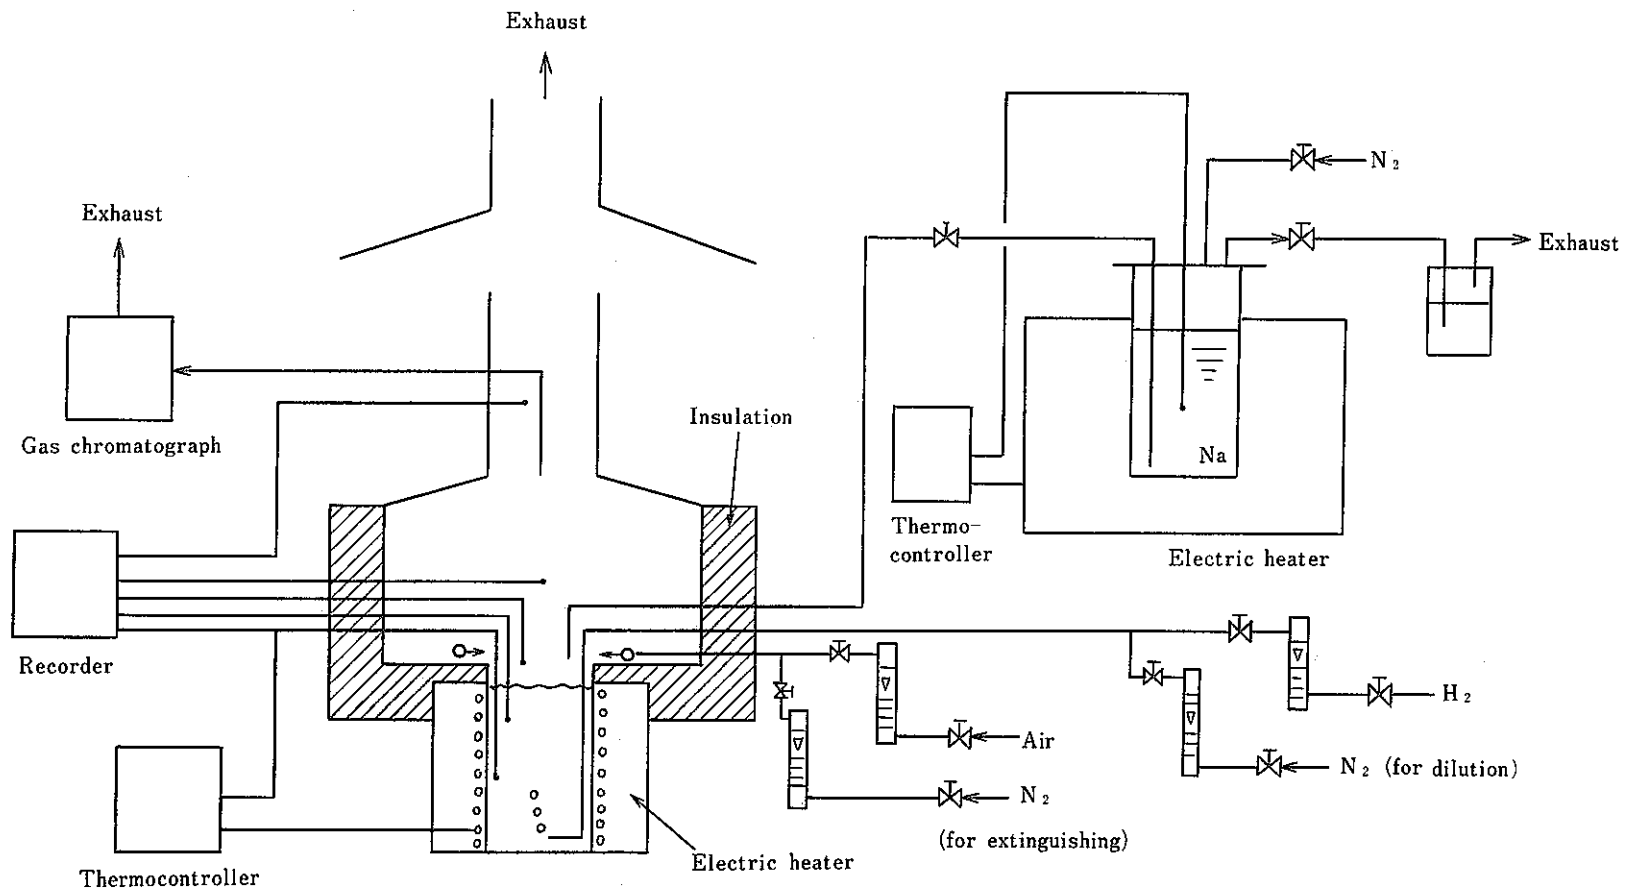 Exhaust
N₂
Exhaust
Exhaust
Insulation
Gas chromatograph
Na
Thermo-
controller
Electric heater
Recorder
H₂
Air
N₂ (for dilution)
N₂
(for extinguishing)
Electric heater
Thermocontroller